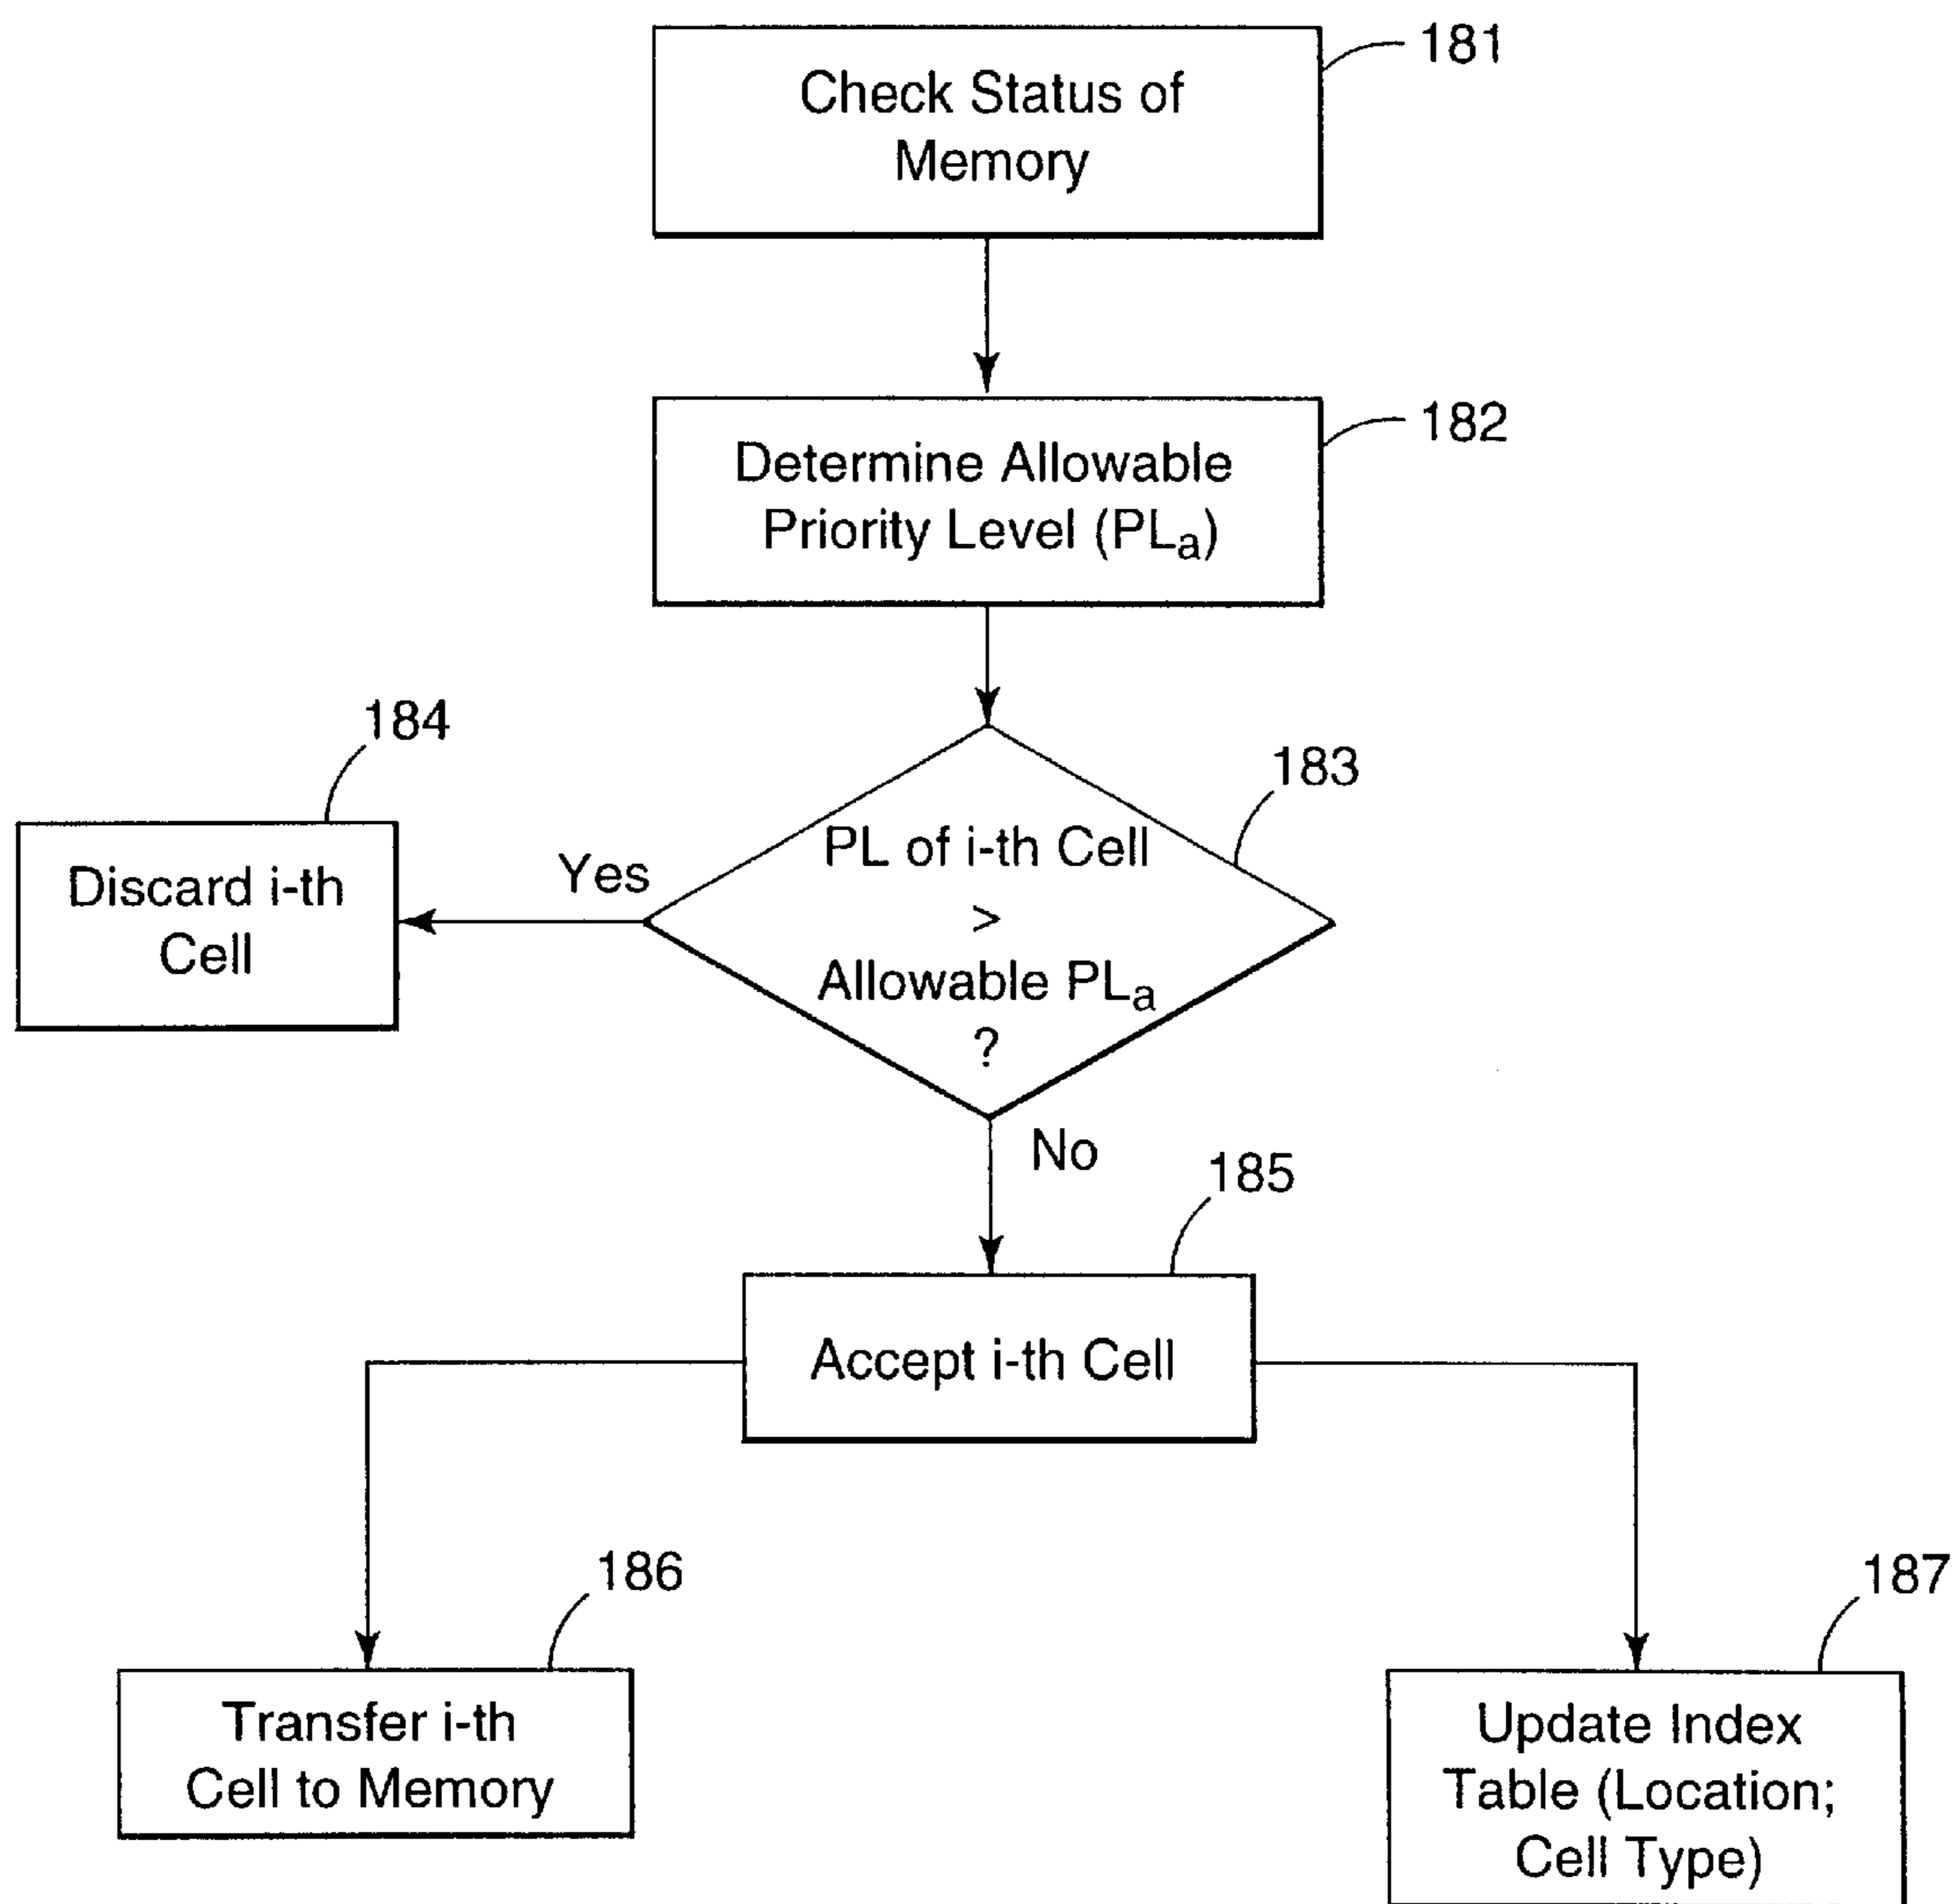 Check Status of
Memory
181
Determine Allowable
Priority Level (PLa)
182
PL of i-th Cell
>
Allowable PLa
?
183
Yes
184
Discard i-th
Cell
No
185
Accept i-th Cell
186
Transfer i-th
Cell to Memory
187
Update Index
Table (Location;
Cell Type)